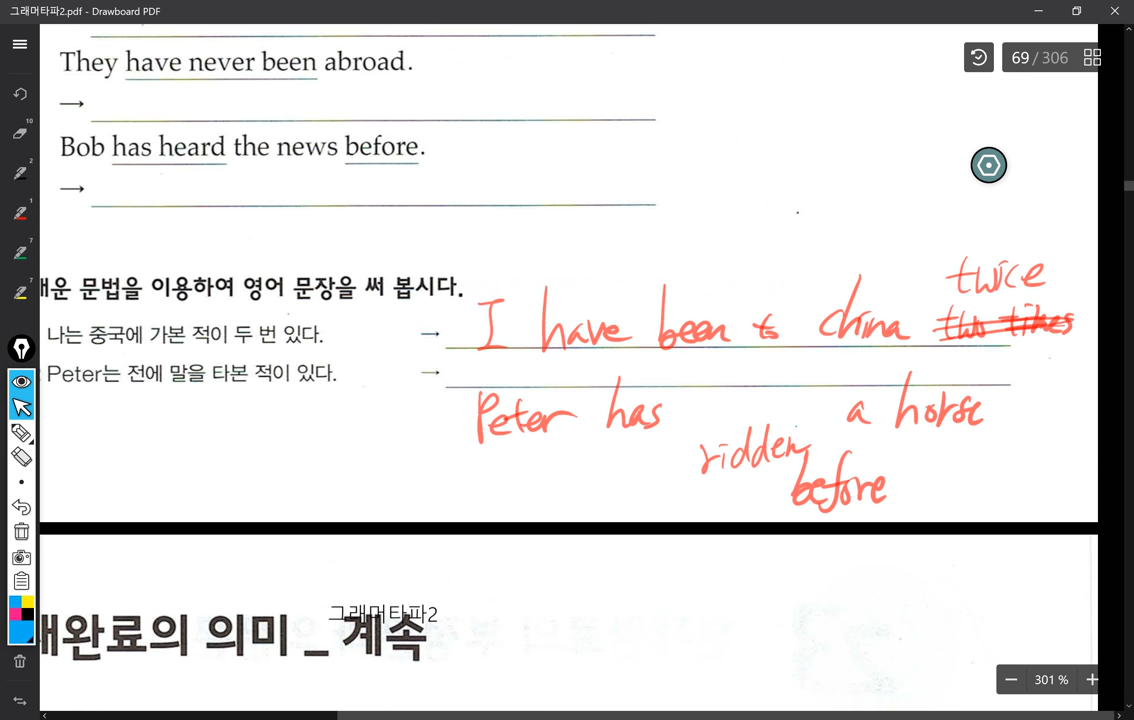 그래머타파2.pdf - Drawboard PDF
They have never been abroad.
69 / 306
→
Bob has heard the news before.
→
배운 문법을 이용하여 영어 문장을 써 봅시다.
twice
나는 중국에 가본 적이 두 번 있다. → I have been to china
Peter는 전에 말을 타본 적이 있다. →
Peter has a horse
ridden
before
그래머타파2
현재완료의 의미 _ 계속
301 %
10
2
1
7
7